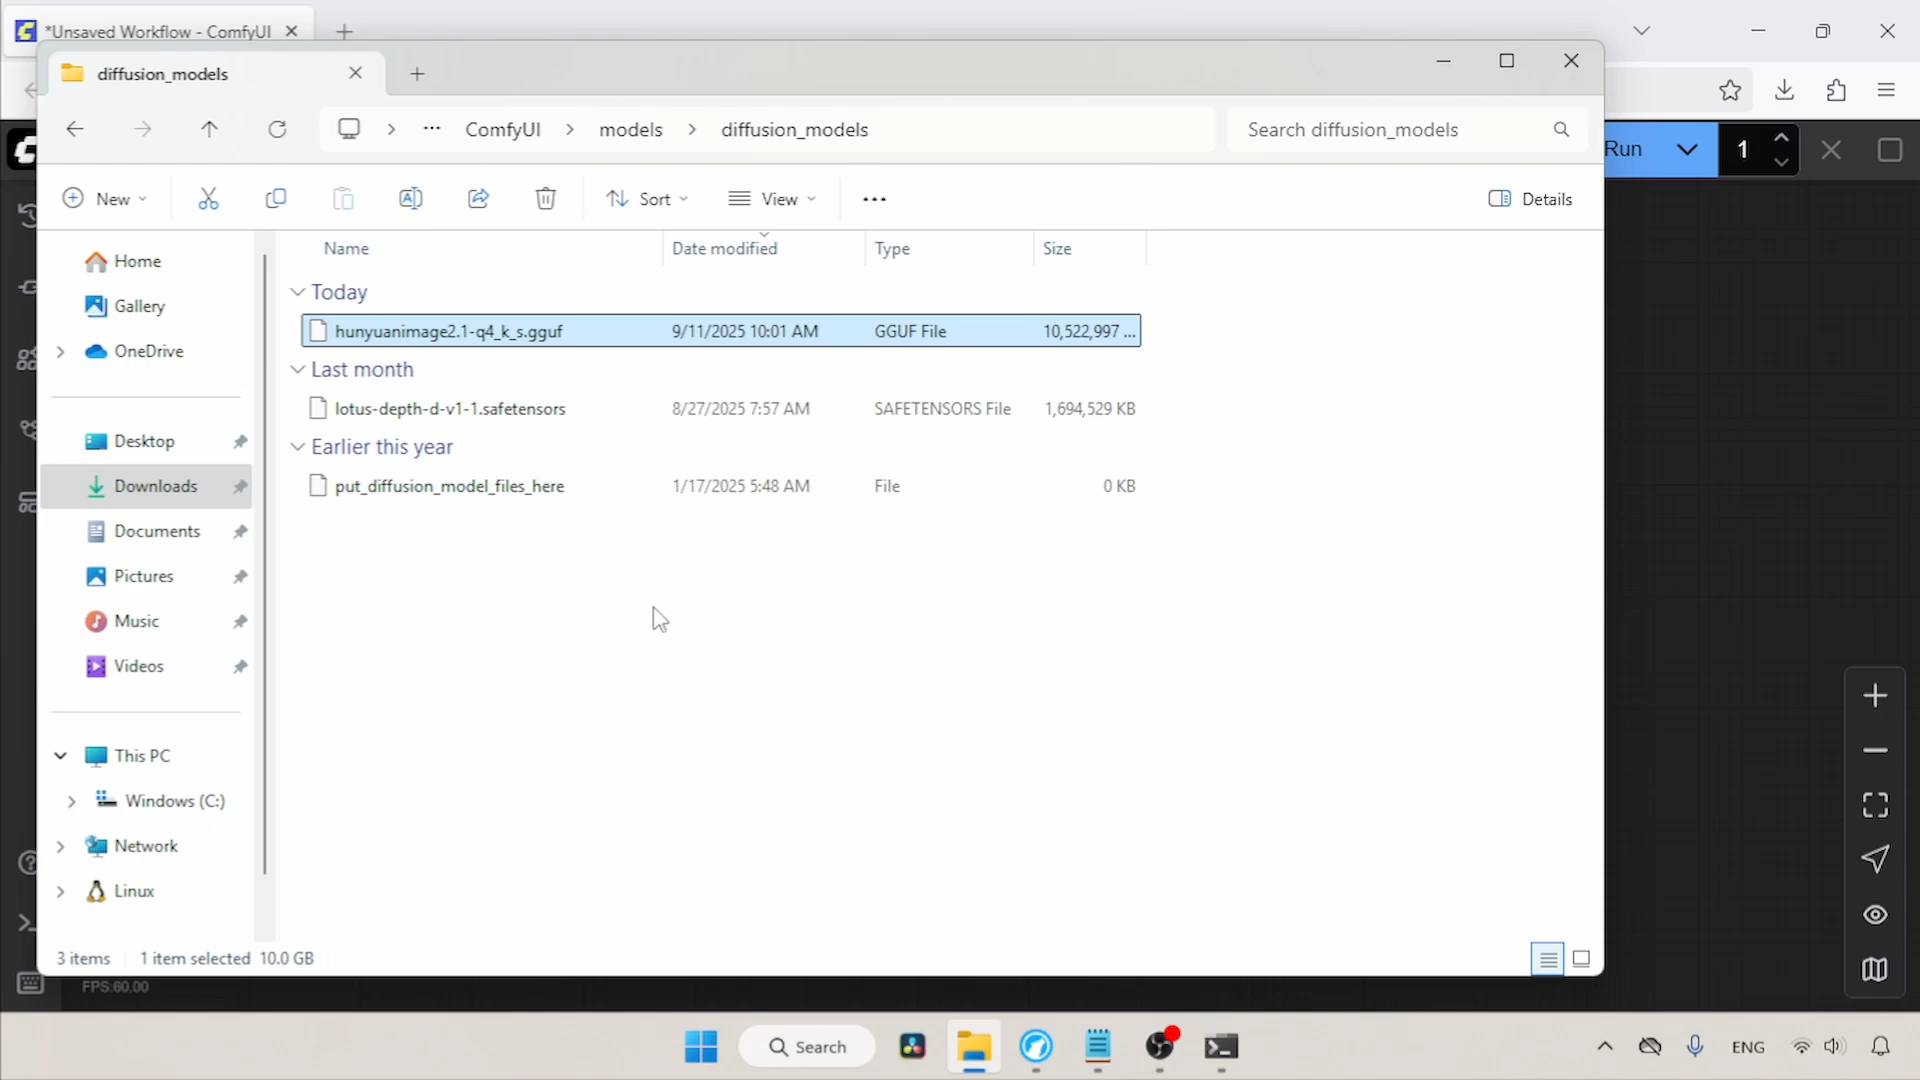 *Unsaved Workflow - ComfyUI
diffusion_models
ComfyUI models diffusion_models
Search diffusion_models
Run
1
New
Sort
View
Details
Name Date modified Type Size
Home
Gallery
OneDrive
Desktop
Downloads
Documents
Pictures
Music
Videos
This PC
Windows (C:)
Network
Linux
Today
hunyuanimage2.1-q4_k_s.gguf 9/11/2025 10:01 AM GGUF File 10,522,997 ...
Last month
lotus-depth-d-v1-1.safetensors 8/27/2025 7:57 AM SAFETENSORS File 1,694,529 KB
Earlier this year
put_diffusion_model_files_here 1/17/2025 5:48 AM File 0 KB
3 items 1 item selected 10.0 GB
FPS:60.00
Search
ENG